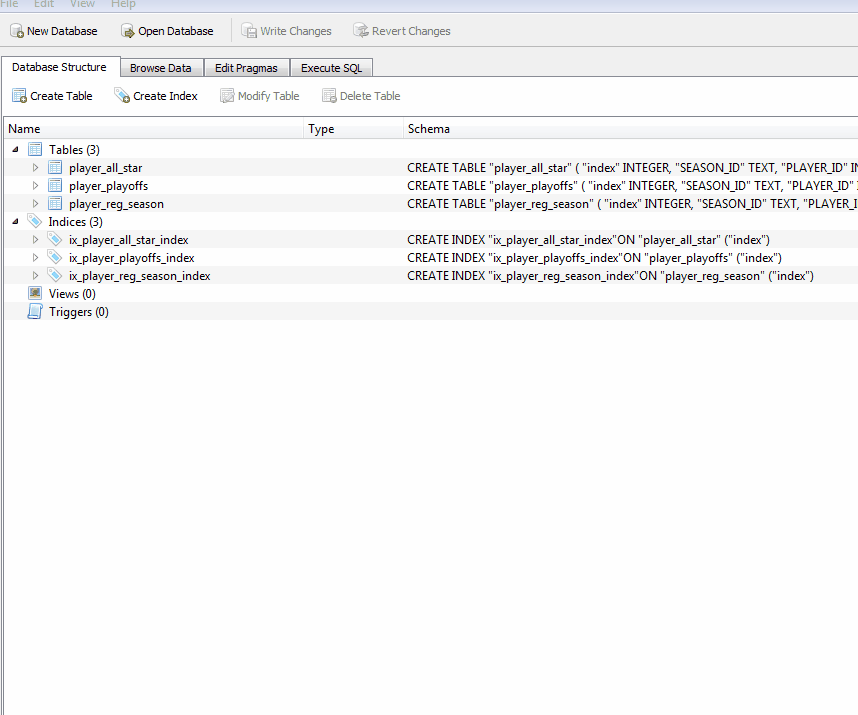 File Edit View Help
New Database Open Database Write Changes Revert Changes
Database Structure Browse Data Edit Pragmas Execute SQL
Create Table Create Index Modify Table Delete Table
Name Type Schema
Tables (3)
player_all_star CREATE TABLE "player_all_star" ( "index" INTEGER, "SEASON_ID" TEXT, "PLAYER_ID" IN
player_playoffs CREATE TABLE "player_playoffs" ( "index" INTEGER, "SEASON_ID" TEXT, "PLAYER_ID"
player_reg_season CREATE TABLE "player_reg_season" ( "index" INTEGER, "SEASON_ID" TEXT, "PLAYER_I
Indices (3)
ix_player_all_star_index CREATE INDEX "ix_player_all_star_index"ON "player_all_star" ("index")
ix_player_playoffs_index CREATE INDEX "ix_player_playoffs_index"ON "player_playoffs" ("index")
ix_player_reg_season_index CREATE INDEX "ix_player_reg_season_index"ON "player_reg_season" ("index")
Views (0)
Triggers (0)